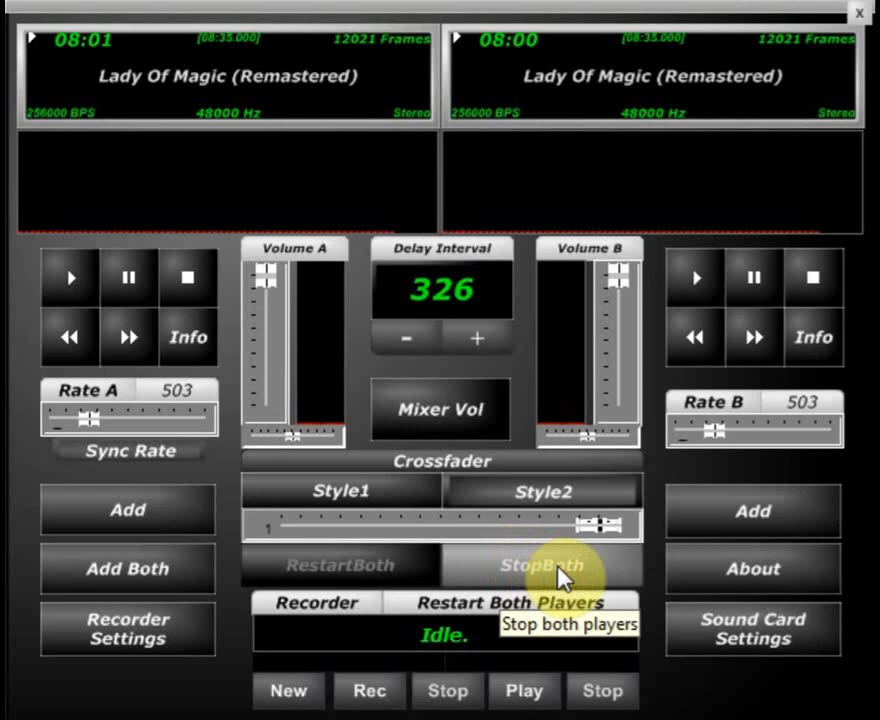 x
08:01 [08:35.000] 12021 Frames
Lady Of Magic (Remastered)
256000 BPS 48000 Hz Stereo
08:00 [08:35.000] 12021 Frames
Lady Of Magic (Remastered)
256000 BPS 48000 Hz Stereo
Volume A
Delay Interval
Volume B
326
- +
Info
Info
Mixer Vol
Rate A 503
Rate B 503
Sync Rate
Crossfader
Style1 Style2
1
Add
Add
RestartBoth StopBoth
Add Both
About
Recorder Restart Both Players
Stop both players
Idle.
Recorder
Settings
Sound Card
Settings
New Rec Stop Play Stop